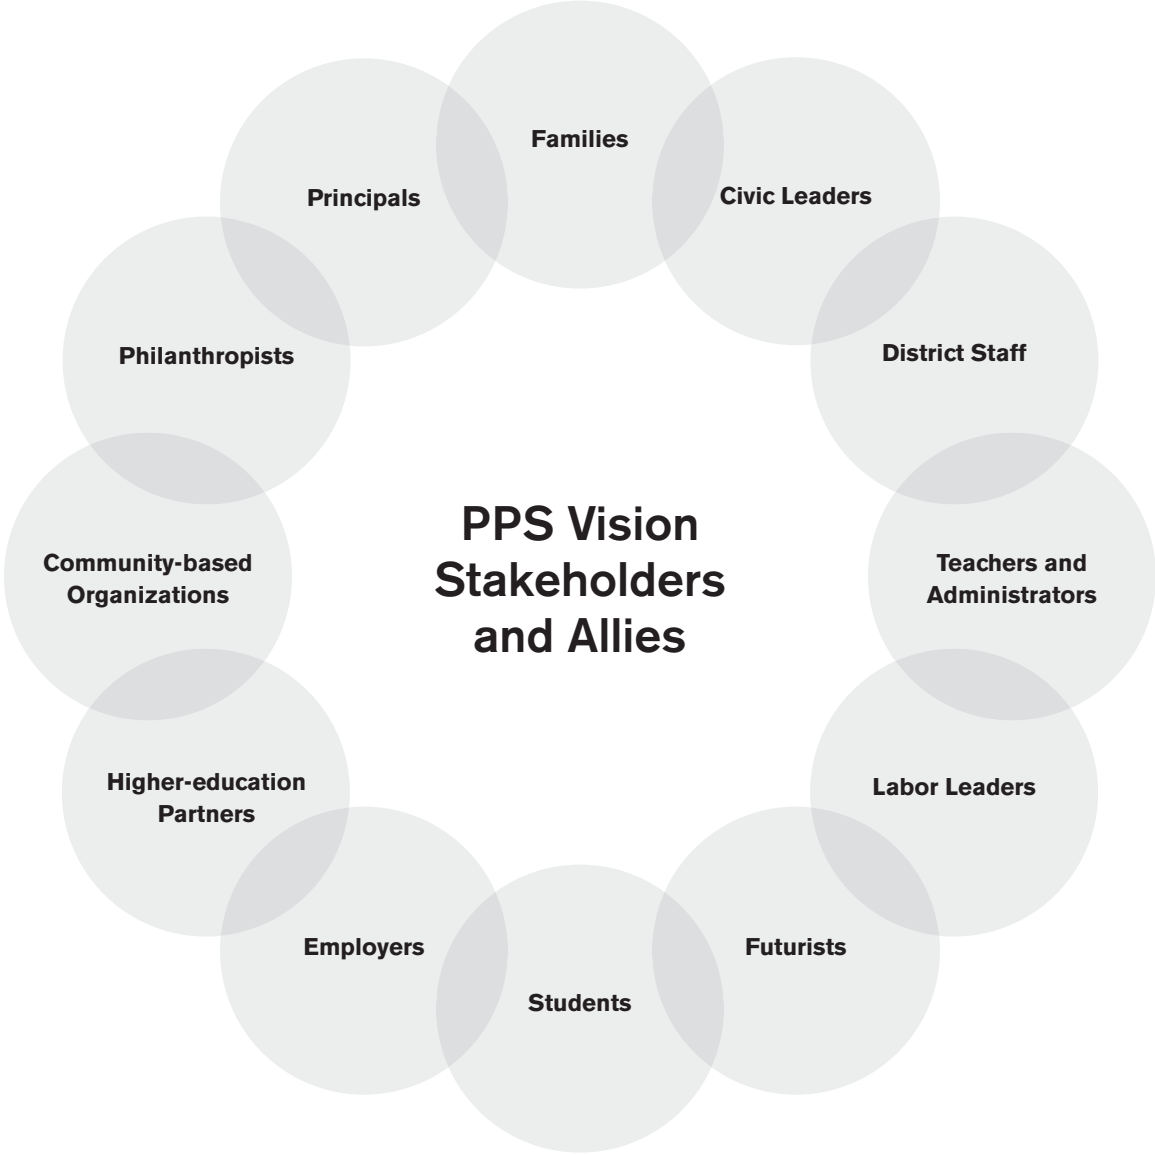 Families
Principals
Civic Leaders
Philanthropists
District Staff
PPS Vision
Stakeholders
and Allies
Community-based
Organizations
Teachers and
Administrators
Higher-education
Partners
Labor Leaders
Employers
Futurists
Students